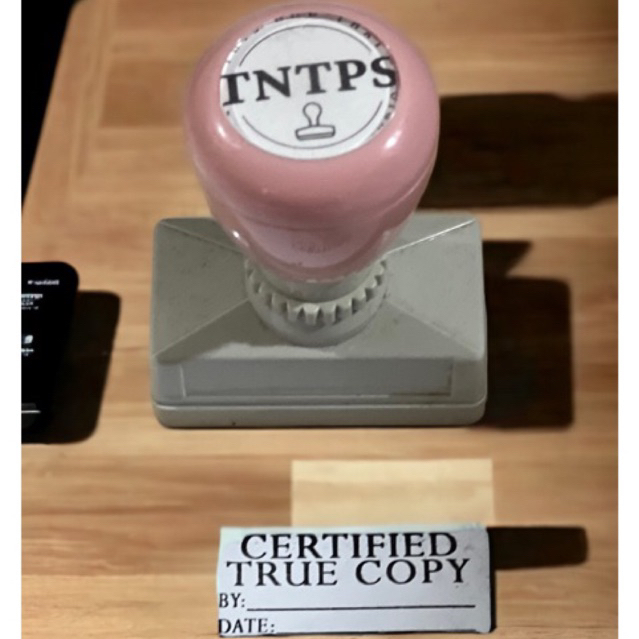 TNTPS
CERTIFIED
TRUE COPY
BY:
DATE: